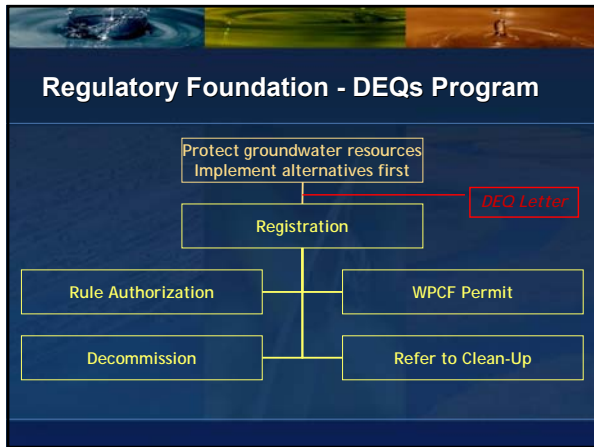 Regulatory Foundation - DEQs Program
Protect groundwater resources
Implement alternatives first
DEQ Letter
Registration
Rule Authorization
WPCF Permit
Decommission
Refer to Clean-Up